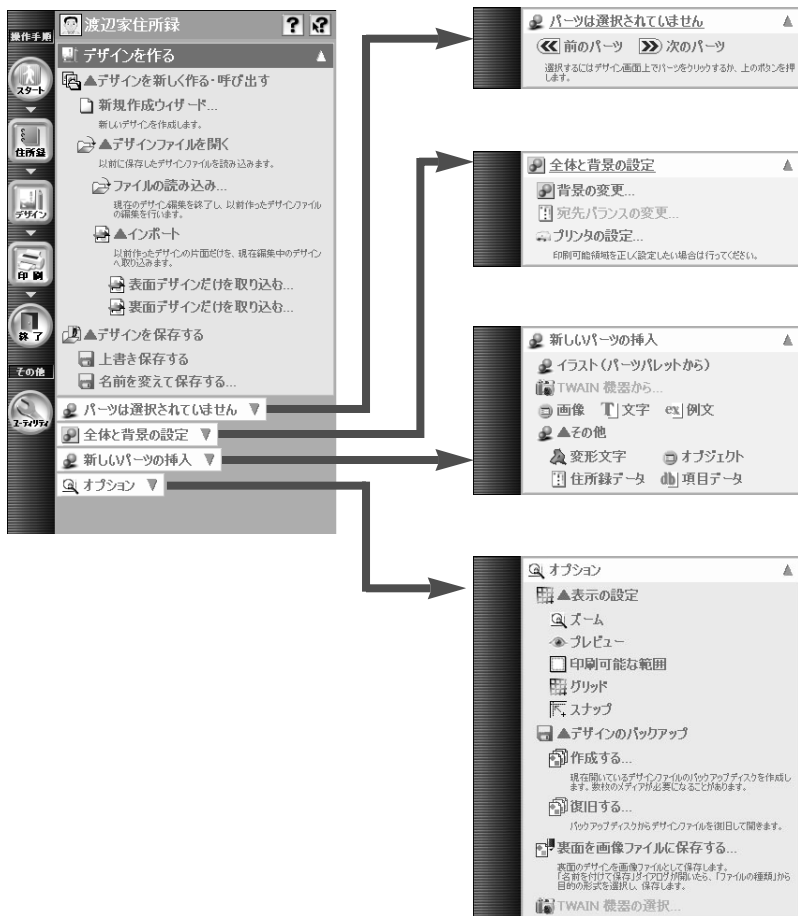 操作手順
スタート
住所録
デザイン
印刷
終了
その他
ユーティリティ
渡辺家住所録
デザインを作る ▲
▲デザインを新しく作る・呼び出す
新規作成ウィザード...
新しいデザインを作成します。
▲デザインファイルを開く
以前に保存したデザインファイルを読み込みます。
ファイルの読み込み...
現在のデザイン編集を終了し、以前作ったデザインファイル
の編集を行います。
▲インポート
以前作ったデザインの片面だけを、現在編集中のデザイン
へ取り込みます。
表面デザインだけを取り込む...
裏面デザインだけを取り込む...
▲デザインを保存する
上書き保存する
名前を変えて保存する...
パーツは選択されていません ▼
全体と背景の設定 ▼
新しいパーツの挿入 ▼
オプション ▼
パーツは選択されていません ▲
前のパーツ 次のパーツ
選択するにはデザイン画面上でパーツをクリックするか、上のボタンを押
します。
全体と背景の設定 ▲
背景の変更...
宛先バランスの変更...
プリンタの設定...
印刷可能領域を正しく設定したい場合は行ってください。
新しいパーツの挿入 ▲
イラスト(パーツパレットから)
TWAIN 機器から...
画像 T 文字 ex 例文
▲その他
変形文字 オブジェクト
住所録データ db 項目データ
オプション ▲
▲表示の設定
ズーム
プレビュー
印刷可能な範囲
グリッド
スナップ
▲デザインのバックアップ
作成する...
現在開いているデザインファイルのバックアップディスクを作成し
ます。数枚のメディアが必要になることがあります。
復旧する...
バックアップディスクからデザインファイルを復旧して開きます。
裏面を画像ファイルに保存する...
裏面のデザインを画像ファイルとして保存します。
「名前を付けて保存」ダイアログが開いたら、「ファイルの種類」から
目的の形式を選択し、保存します。
TWAIN 機器の選択...